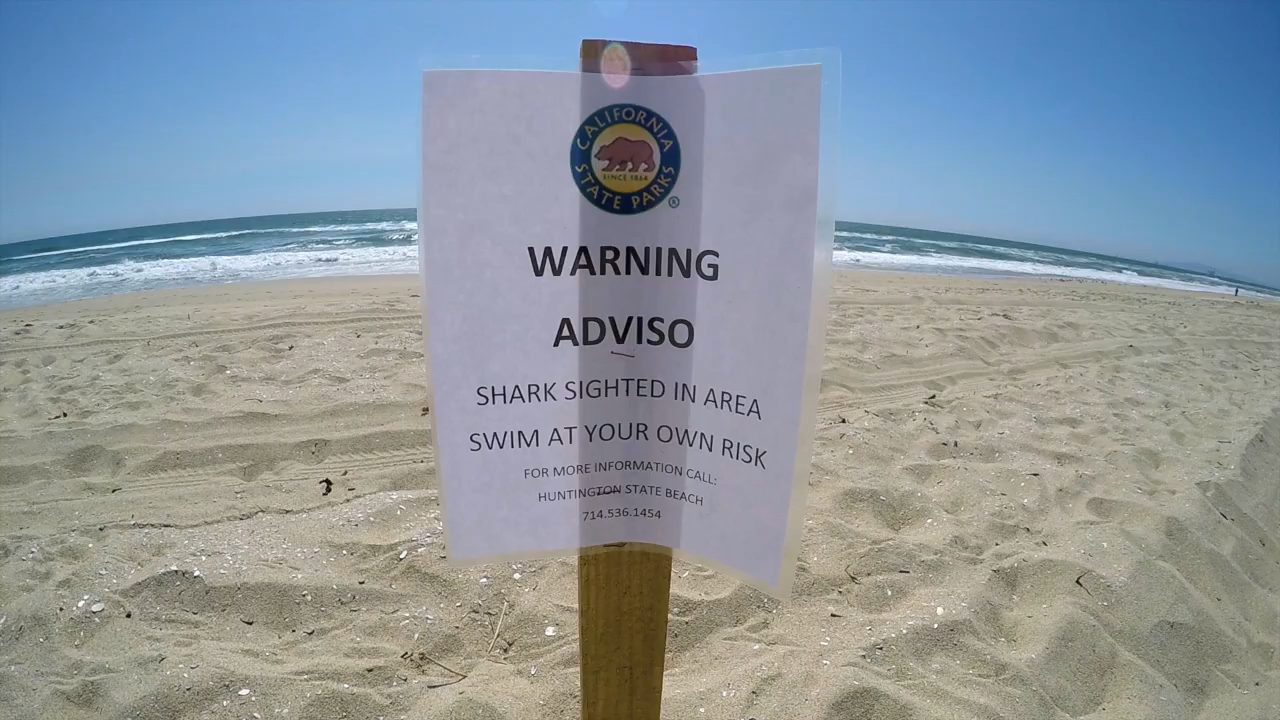 CALIFORNIA
SINCE 1864
STATE PARKS®
WARNING
ADVISO
SHARK SIGHTED IN AREA
SWIM AT YOUR OWN RISK
FOR MORE INFORMATION CALL:
HUNTINGTON STATE BEACH
714.536.1454